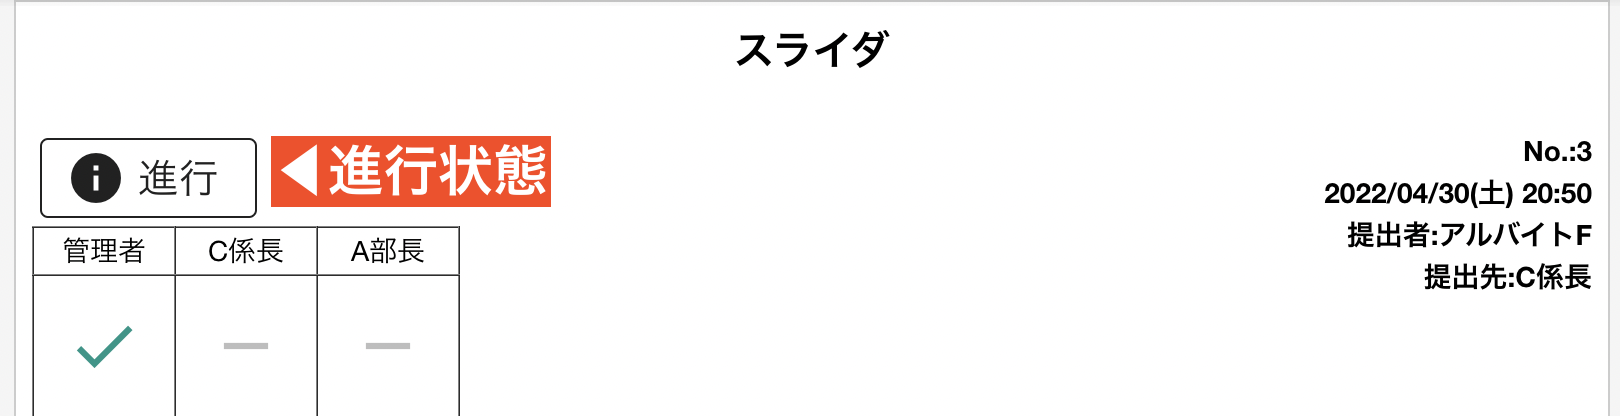 スライダ
進行
◀進行状態
No.:3
2022/04/30(土) 20:50
提出者:アルバイトF
提出先:C係長
管理者 C係長 A部長